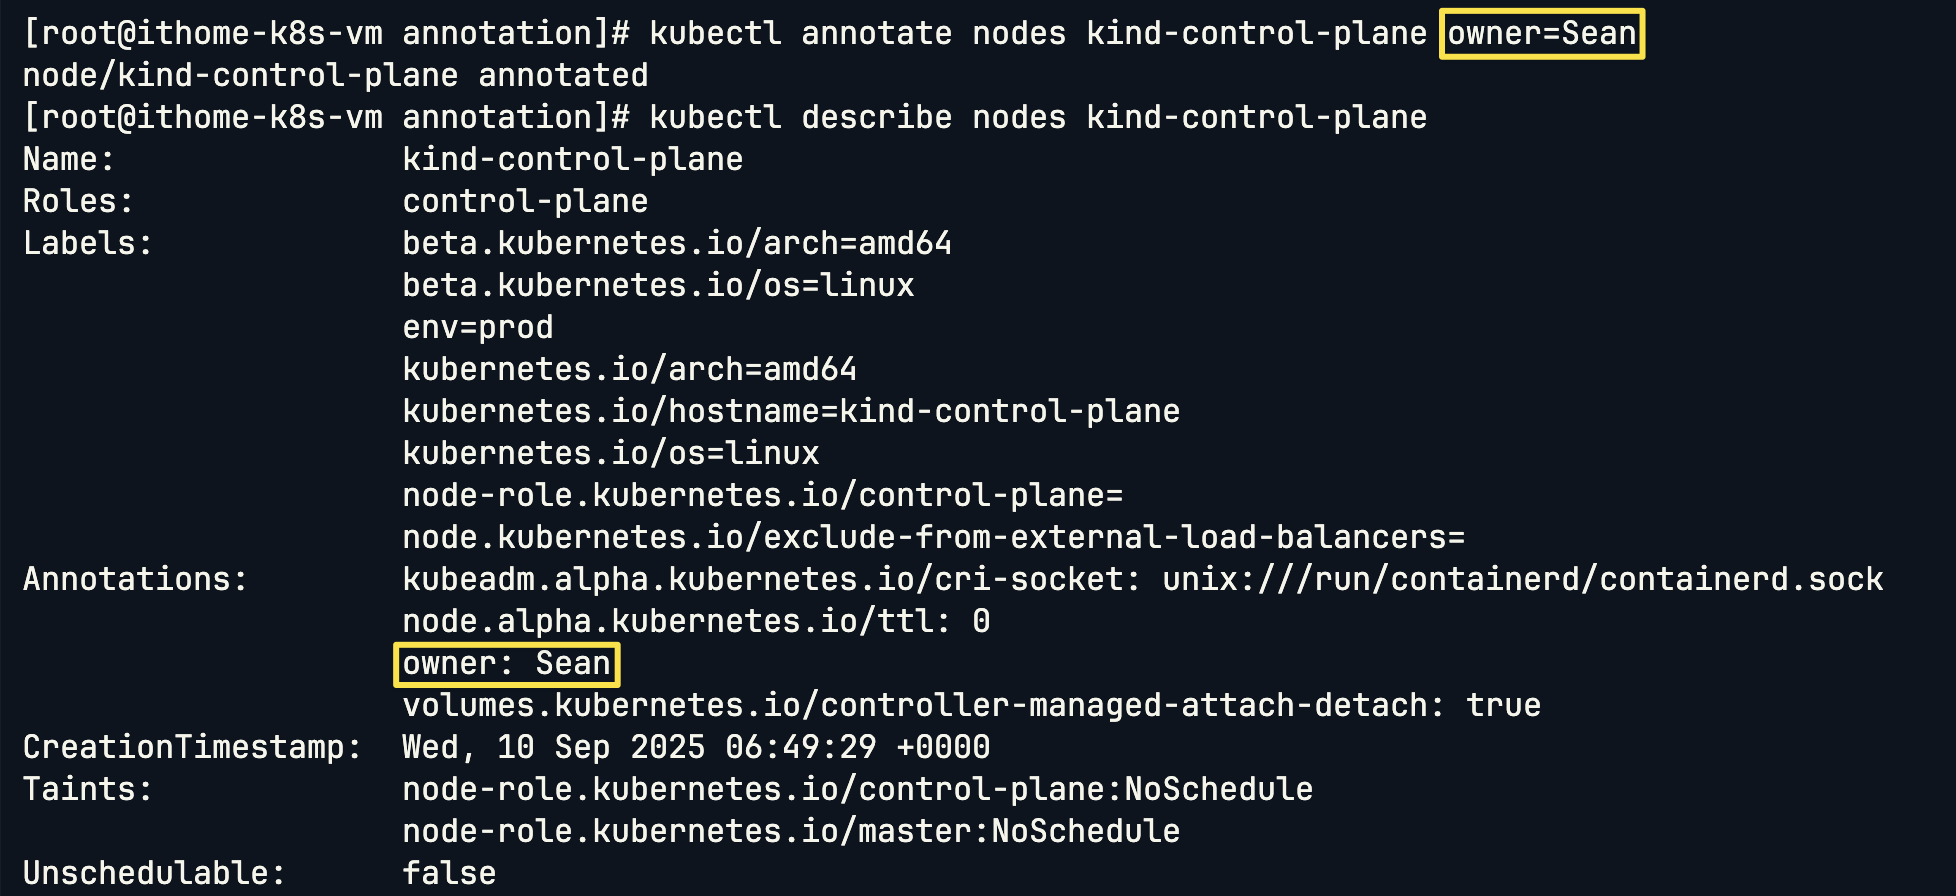 [root@ithome-k8s-vm annotation]# kubectl annotate nodes kind-control-plane owner=Sean
node/kind-control-plane annotated
[root@ithome-k8s-vm annotation]# kubectl describe nodes kind-control-plane
Name:               kind-control-plane
Roles:              control-plane
Labels:             beta.kubernetes.io/arch=amd64
                    beta.kubernetes.io/os=linux
                    env=prod
                    kubernetes.io/arch=amd64
                    kubernetes.io/hostname=kind-control-plane
                    kubernetes.io/os=linux
                    node-role.kubernetes.io/control-plane=
                    node.kubernetes.io/exclude-from-external-load-balancers=
Annotations:        kubeadm.alpha.kubernetes.io/cri-socket: unix:///run/containerd/containerd.sock
                    node.alpha.kubernetes.io/ttl: 0
                    owner: Sean
                    volumes.kubernetes.io/controller-managed-attach-detach: true
CreationTimestamp:  Wed, 10 Sep 2025 06:49:29 +0000
Taints:             node-role.kubernetes.io/control-plane:NoSchedule
                    node-role.kubernetes.io/master:NoSchedule
Unschedulable:      false